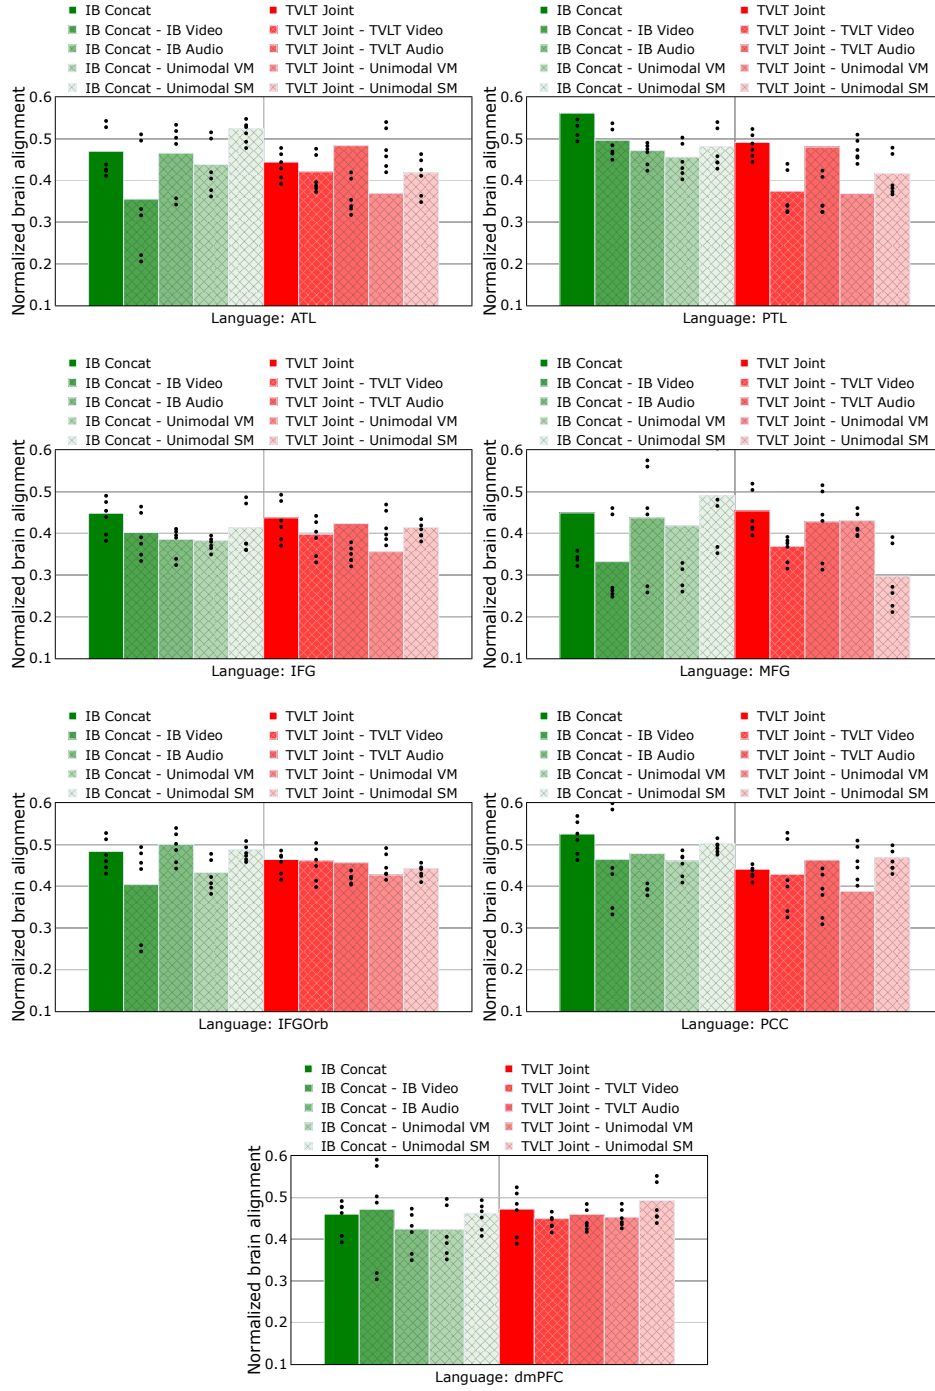 IB Concat TVLT Joint
IB Concat - IB Video TVLT Joint - TVLT Video
IB Concat - IB Audio TVLT Joint - TVLT Audio
IB Concat - Unimodal VM TVLT Joint - Unimodal VM
IB Concat - Unimodal SM TVLT Joint - Unimodal SM
Normalized brain alignment
0.6
0.5
0.4
0.3
0.2
0.1
Language: ATL
IB Concat TVLT Joint
IB Concat - IB Video TVLT Joint - TVLT Video
IB Concat - IB Audio TVLT Joint - TVLT Audio
IB Concat - Unimodal VM TVLT Joint - Unimodal VM
IB Concat - Unimodal SM TVLT Joint - Unimodal SM
Normalized brain alignment
0.6
0.5
0.4
0.3
0.2
0.1
Language: PTL
IB Concat TVLT Joint
IB Concat - IB Video TVLT Joint - TVLT Video
IB Concat - IB Audio TVLT Joint - TVLT Audio
IB Concat - Unimodal VM TVLT Joint - Unimodal VM
IB Concat - Unimodal SM TVLT Joint - Unimodal SM
Normalized brain alignment
0.6
0.5
0.4
0.3
0.2
0.1
Language: IFG
IB Concat TVLT Joint
IB Concat - IB Video TVLT Joint - TVLT Video
IB Concat - IB Audio TVLT Joint - TVLT Audio
IB Concat - Unimodal VM TVLT Joint - Unimodal VM
IB Concat - Unimodal SM TVLT Joint - Unimodal SM
Normalized brain alignment
0.6
0.5
0.4
0.3
0.2
0.1
Language: MFG
IB Concat TVLT Joint
IB Concat - IB Video TVLT Joint - TVLT Video
IB Concat - IB Audio TVLT Joint - TVLT Audio
IB Concat - Unimodal VM TVLT Joint - Unimodal VM
IB Concat - Unimodal SM TVLT Joint - Unimodal SM
Normalized brain alignment
0.6
0.5
0.4
0.3
0.2
0.1
Language: IFGOrb
IB Concat TVLT Joint
IB Concat - IB Video TVLT Joint - TVLT Video
IB Concat - IB Audio TVLT Joint - TVLT Audio
IB Concat - Unimodal VM TVLT Joint - Unimodal VM
IB Concat - Unimodal SM TVLT Joint - Unimodal SM
Normalized brain alignment
0.6
0.5
0.4
0.3
0.2
0.1
Language: PCC
IB Concat TVLT Joint
IB Concat - IB Video TVLT Joint - TVLT Video
IB Concat - IB Audio TVLT Joint - TVLT Audio
IB Concat - Unimodal VM TVLT Joint - Unimodal VM
IB Concat - Unimodal SM TVLT Joint - Unimodal SM
Normalized brain alignment
0.6
0.5
0.4
0.3
0.2
0.1
Language: dmPFC